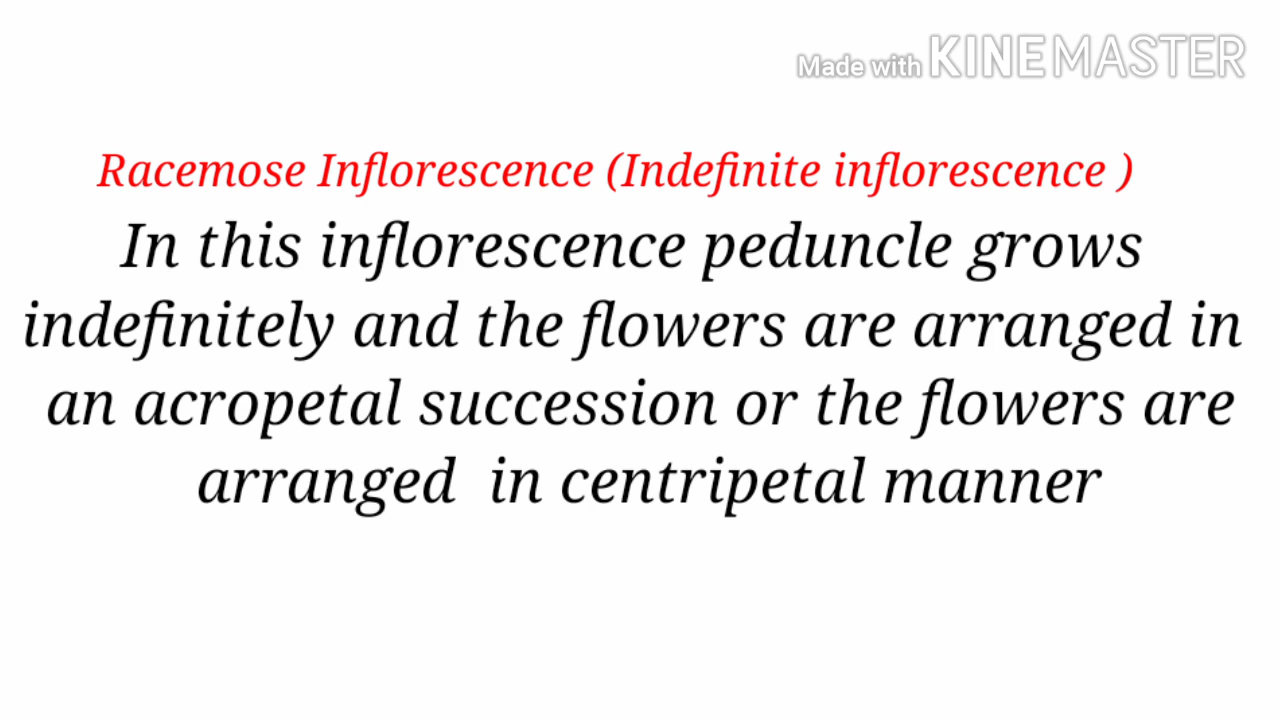 Made with KINEMASTER
Racemose Inflorescence (Indefinite inflorescence )
In this inflorescence peduncle grows
indefinitely and the flowers are arranged in
an acropetal succession or the flowers are
arranged  in centripetal manner